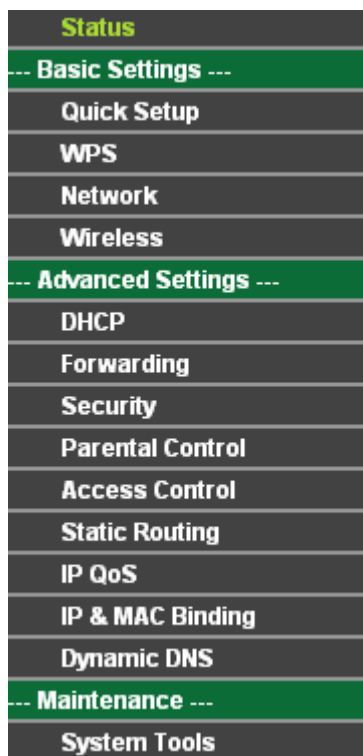 Status
--- Basic Settings ---
Quick Setup
WPS
Network
Wireless
--- Advanced Settings ---
DHCP
Forwarding
Security
Parental Control
Access Control
Static Routing
IP QoS
IP & MAC Binding
Dynamic DNS
--- Maintenance ---
System Tools